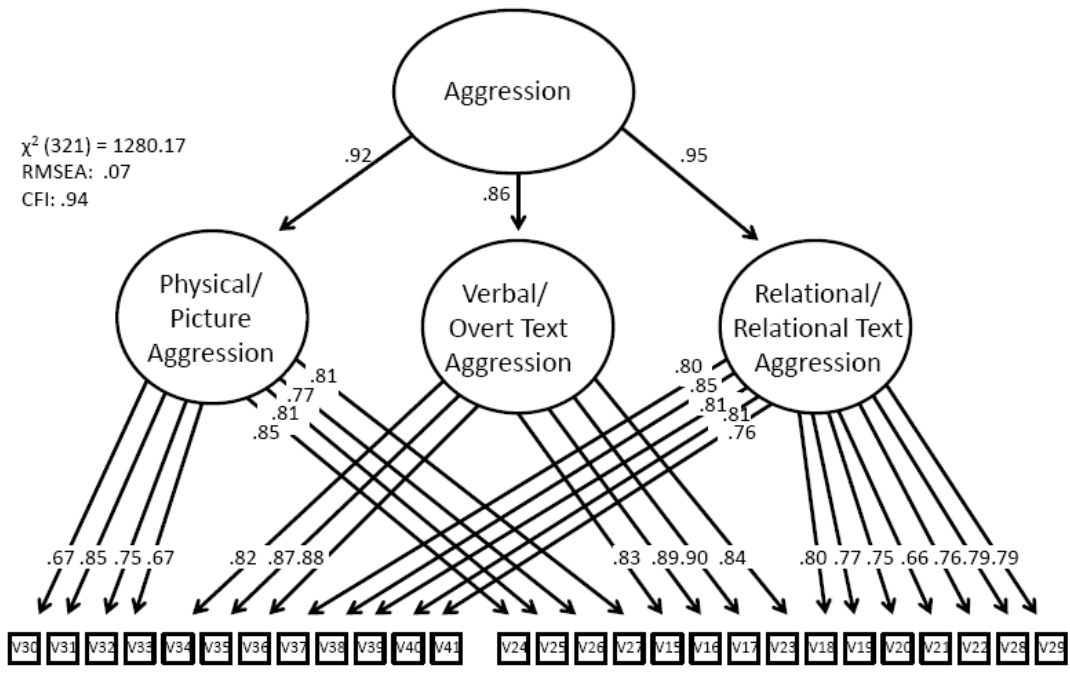 Aggression
χ² (321) = 1280.17
RMSEA: .07
CFI: .94
.92
.86
.95
Physical/
Picture
Aggression
Verbal/
Overt Text
Aggression
Relational/
Relational Text
Aggression
.81
.77
.81
.85
.80
.85
.81
.81
.76
.67 .85 .75 .67
.82 .87 .88
.83 .89 .90 .84
.80 .77 .75 .66 .76 .79 .79
V30 V31 V32 V33 V34 V35 V36 V37 V38 V39 V40 V41 V24 V25 V26 V27 V15 V16 V17 V23 V18 V19 V20 V21 V22 V28 V29